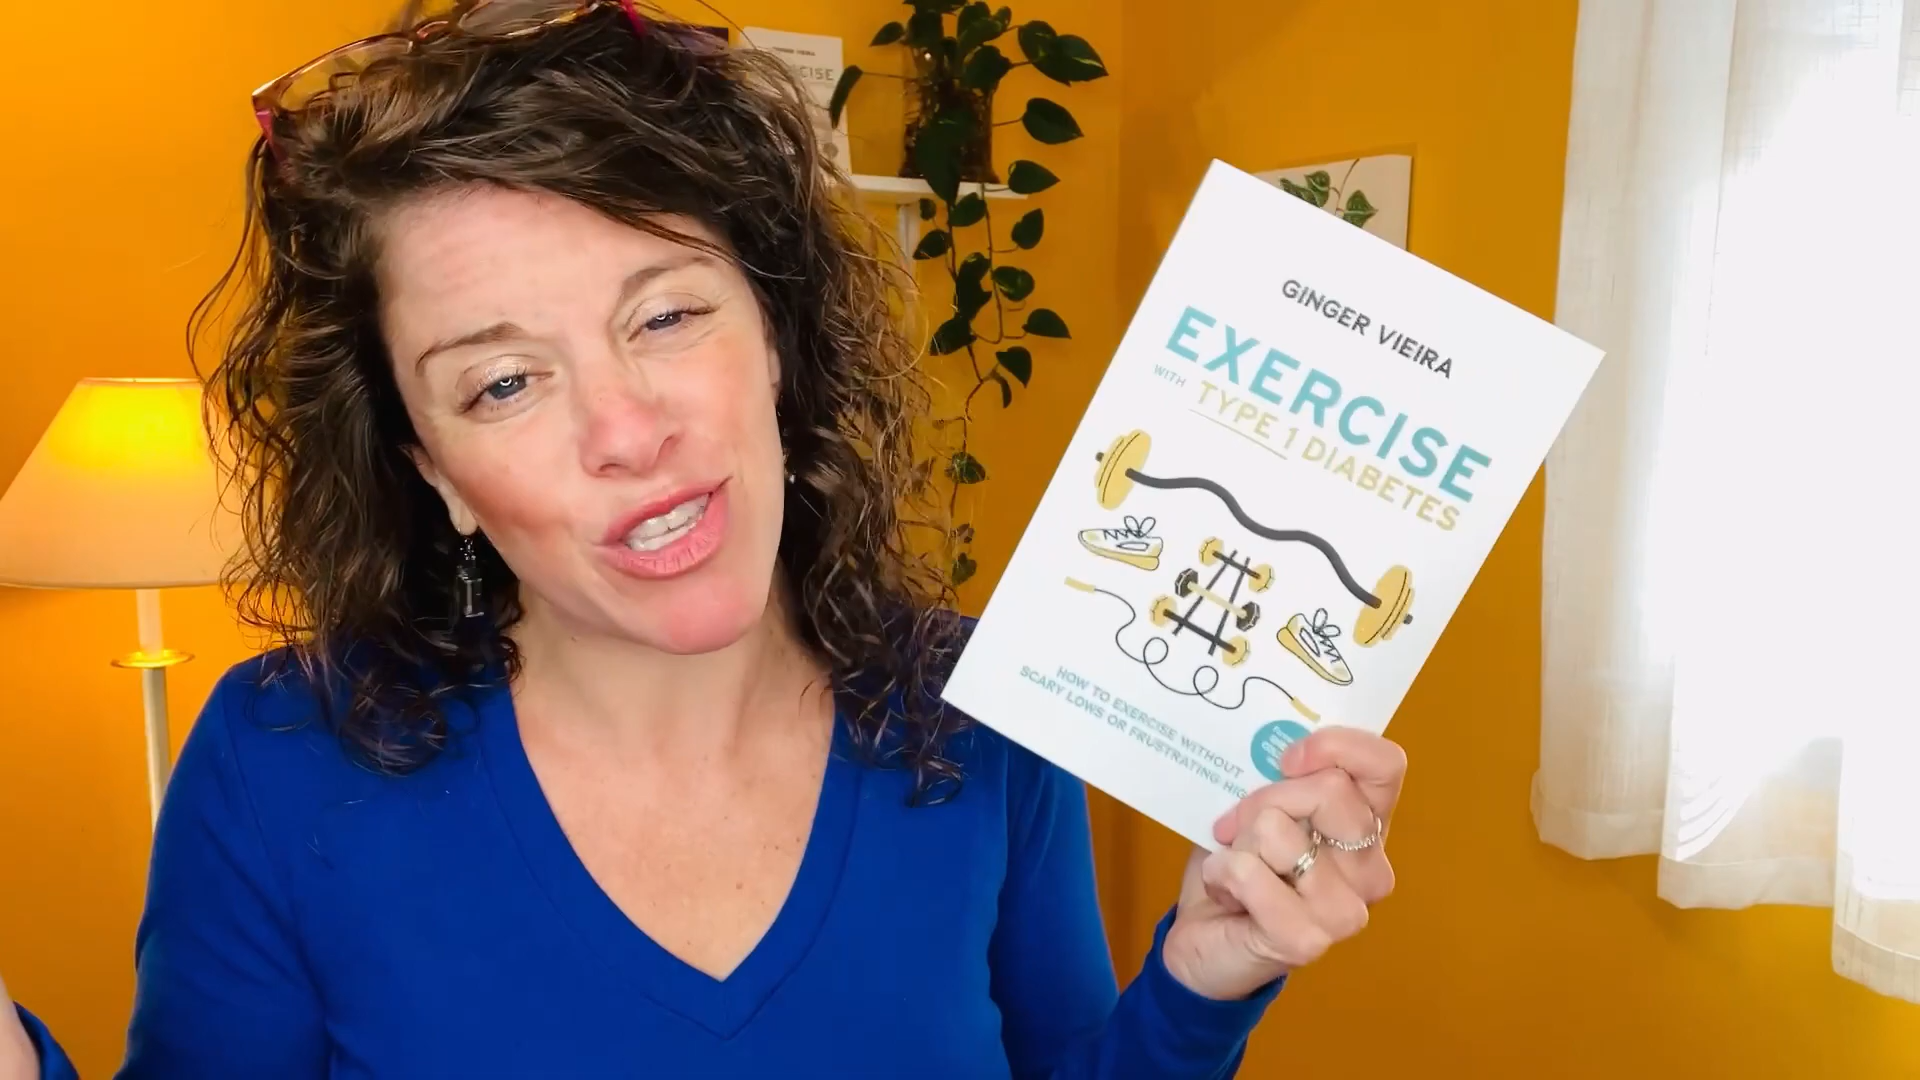 GINGER VIEIRA
EXERCISE
WITH TYPE 1 DIABETES
HOW TO EXERCISE WITHOUT
SCARY LOWS OR FRUSTRATING